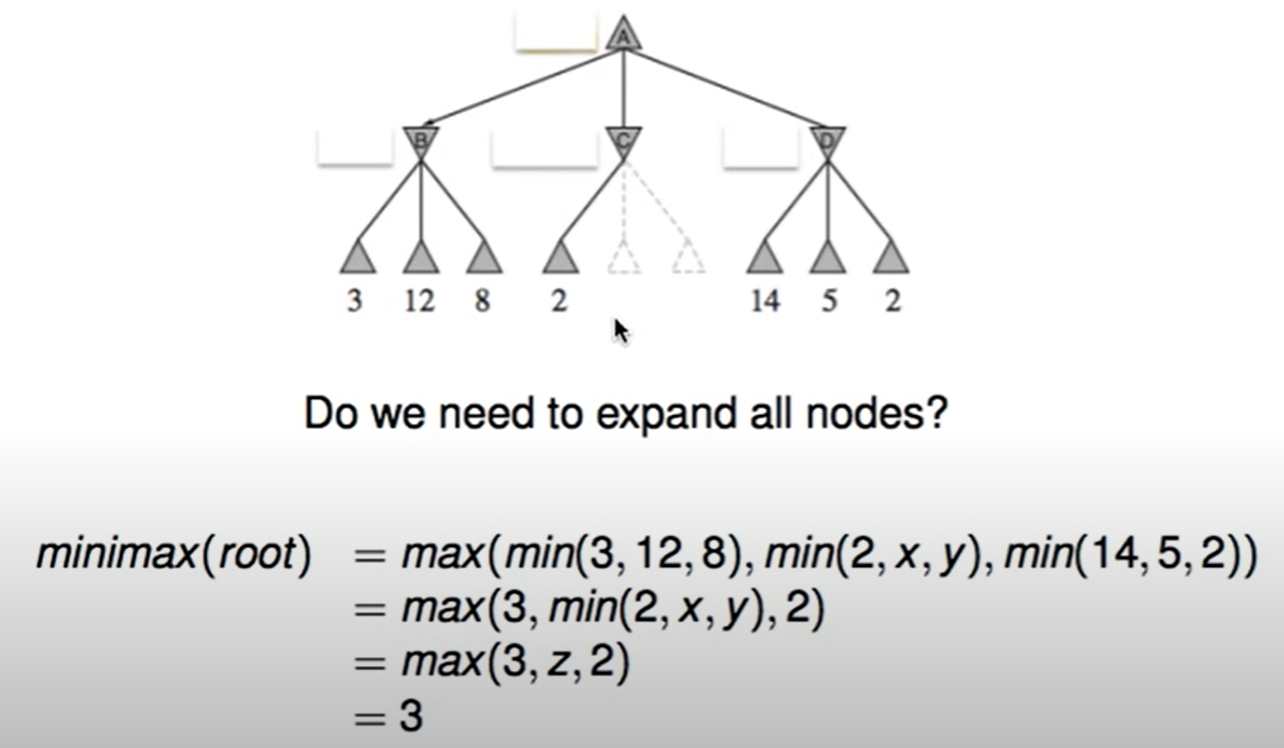 A
B C D
3 12 8 2 14 5 2
Do we need to expand all nodes?
minimax(root) = max(min(3, 12, 8), min(2, x, y), min(14, 5, 2))
= max(3, min(2, x, y), 2)
= max(3, z, 2)
= 3